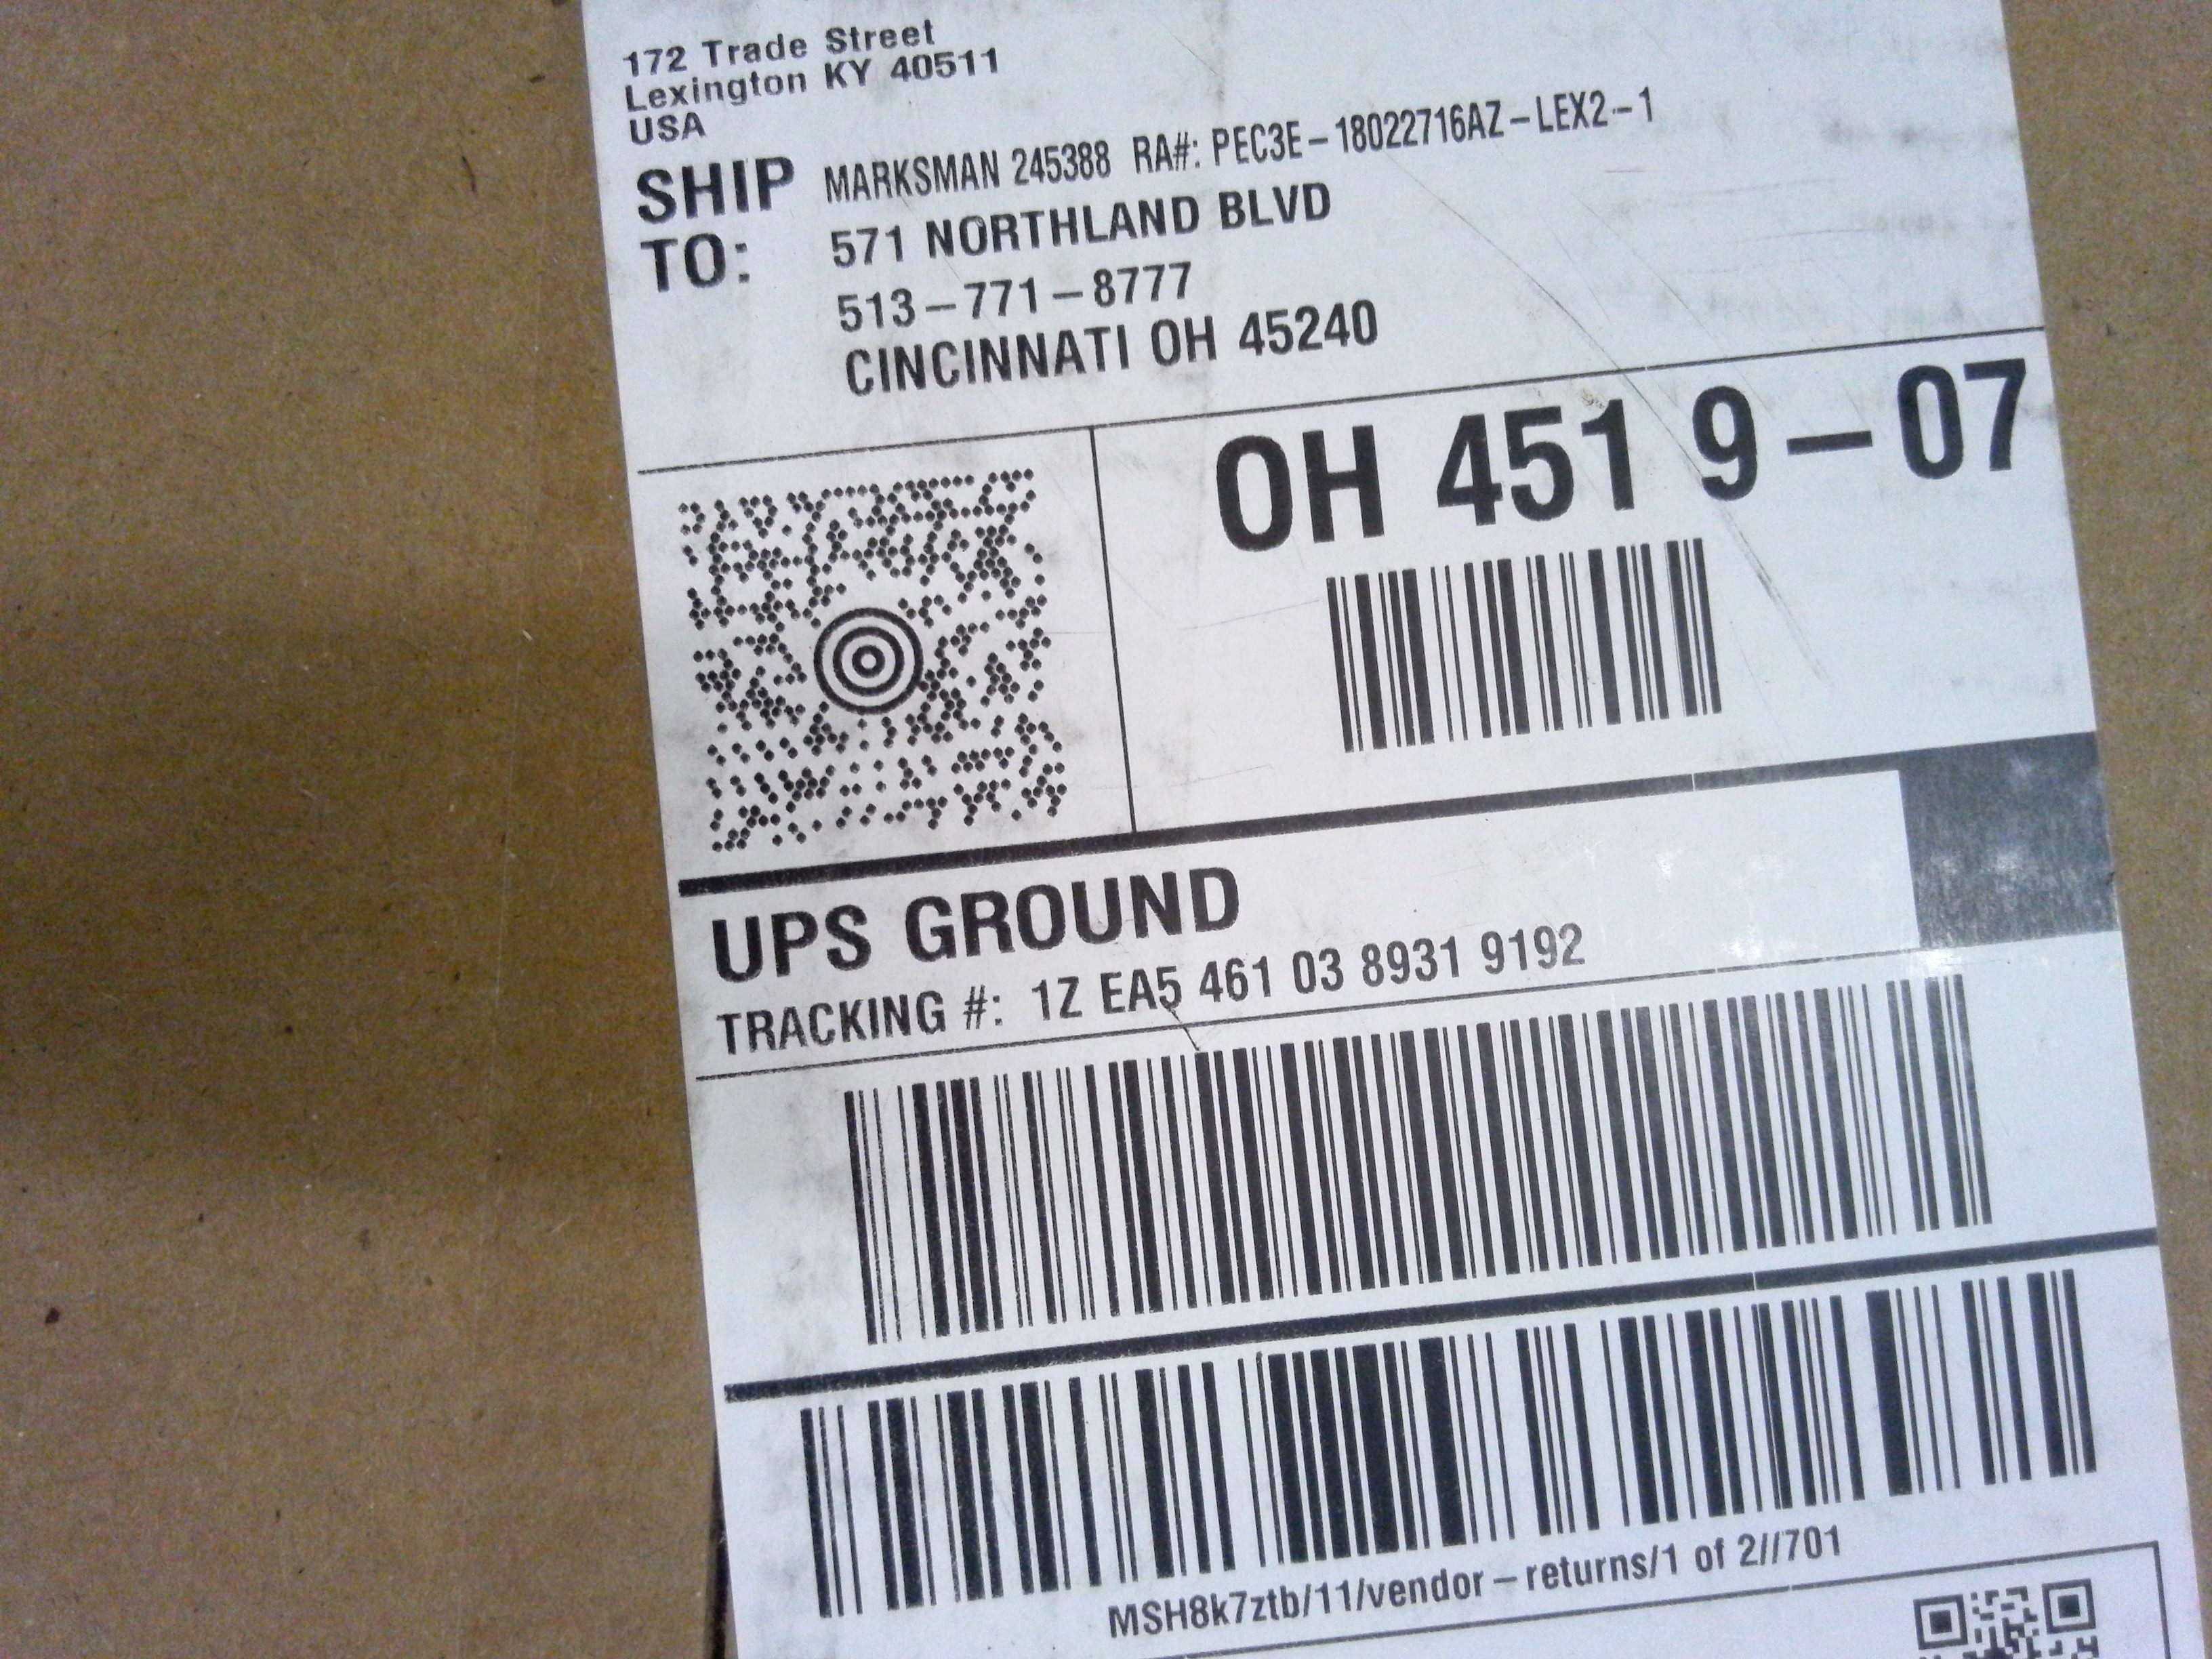 172 Trade Street
Lexington KY 40511
USA
SHIP TO:
MARKSMAN 245388 RA#: PEC3E-18022716AZ-LEX2-1
571 NORTHLAND BLVD
513-771-8777
CINCINNATI OH 45240
OH 451 9-07
UPS GROUND
TRACKING #: 1Z EA5 461 03 8931 9192
MSH8k7ztb/11/vendor-returns/1 of 2//701